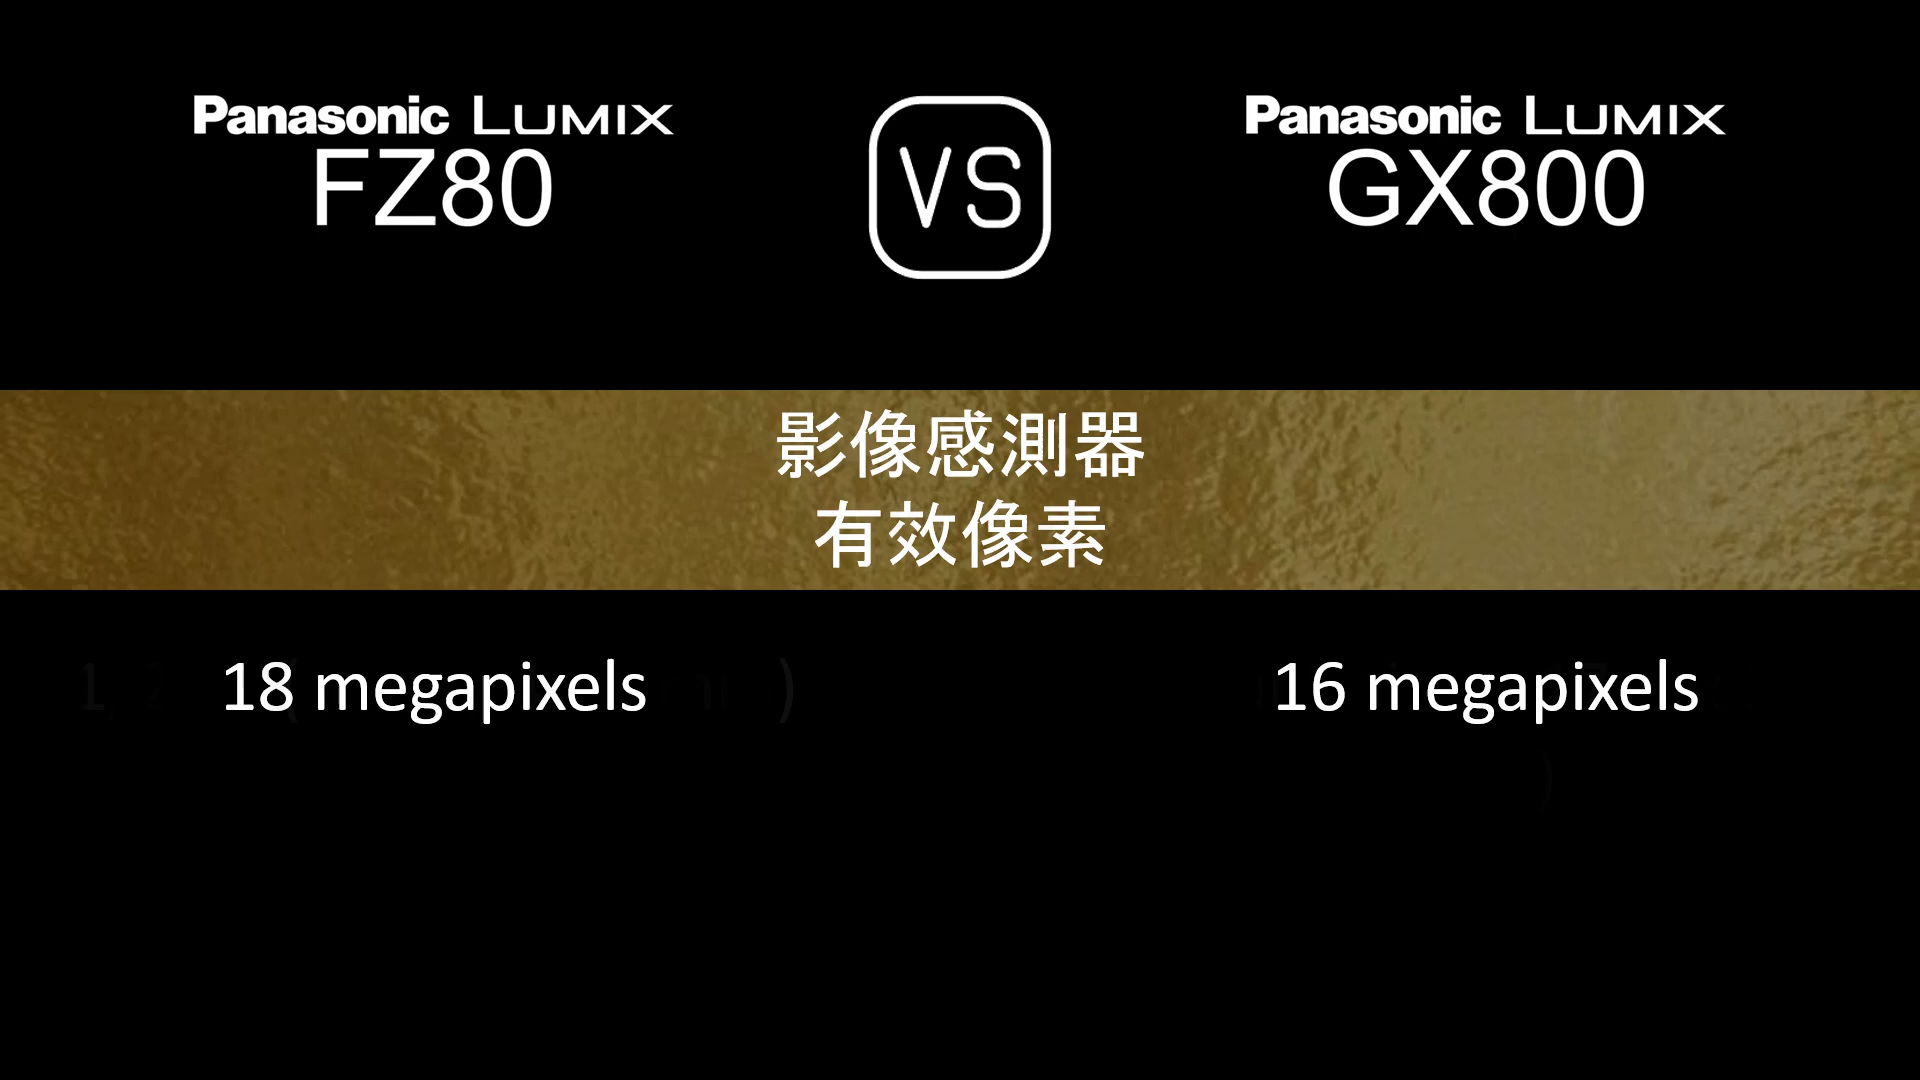 Panasonic LUMIX
FZ80
VS
Panasonic LUMIX
GX800
影像感測器
有效像素
18 megapixels
16 megapixels